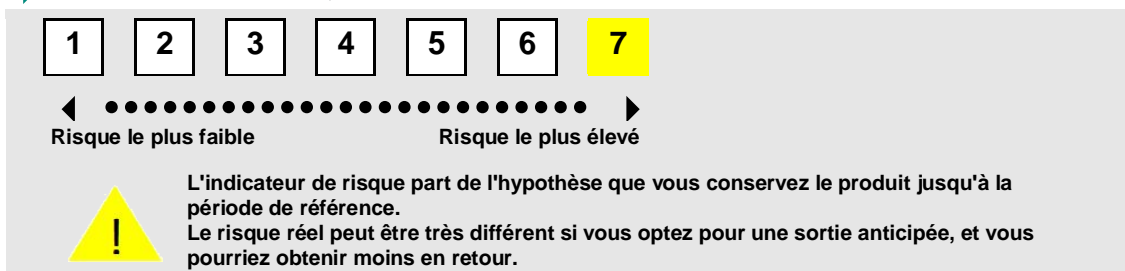 1 2 3 4 5 6 7
Risque le plus faible Risque le plus élevé
L'indicateur de risque part de l'hypothèse que vous conservez le produit jusqu'à la
période de référence.
! Le risque réel peut être très différent si vous optez pour une sortie anticipée, et vous
pourriez obtenir moins en retour.